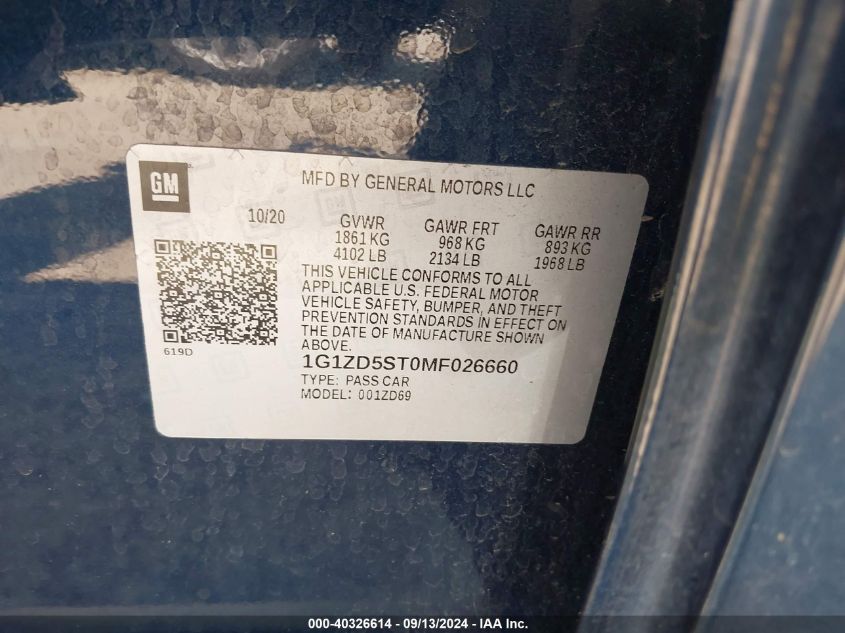 GM
MFD BY GENERAL MOTORS LLC
10/20
GVWR GAWR FRT GAWR RR
1861 KG 968 KG 893 KG
4102 LB 2134 LB 1968 LB
THIS VEHICLE CONFORMS TO ALL
APPLICABLE U.S. FEDERAL MOTOR
VEHICLE SAFETY, BUMPER, AND THEFT
PREVENTION STANDARDS IN EFFECT ON
THE DATE OF MANUFACTURE SHOWN
ABOVE.
619D
1G1ZD5ST0MF026660
TYPE: PASS CAR
MODEL: 001ZD69
000-40326614 - 09/13/2024 - IAA Inc.